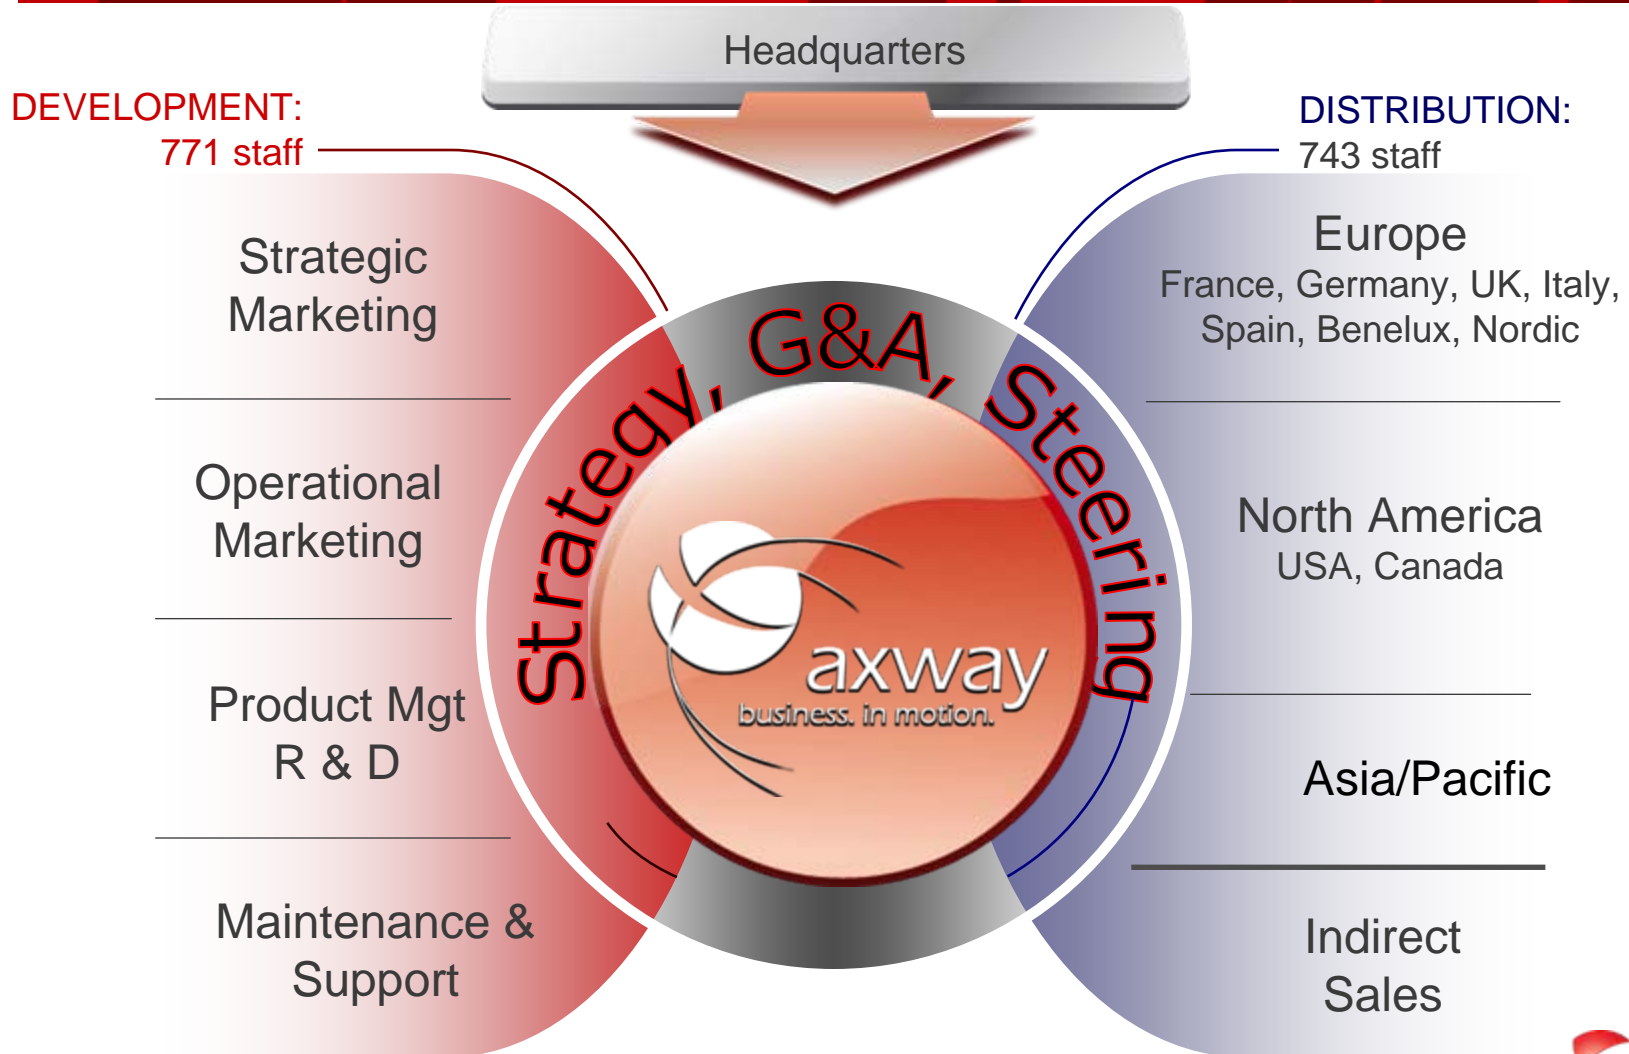 Headquarters
DEVELOPMENT:
771 staff
DISTRIBUTION:
743 staff
Strategic
Marketing
Operational
Marketing
Product Mgt
R & D
Maintenance &
Support
Strategy, G&A, Steering
axway
business. in motion.
Europe
France, Germany, UK, Italy,
Spain, Benelux, Nordic
North America
USA, Canada
Asia/Pacific
Indirect
Sales